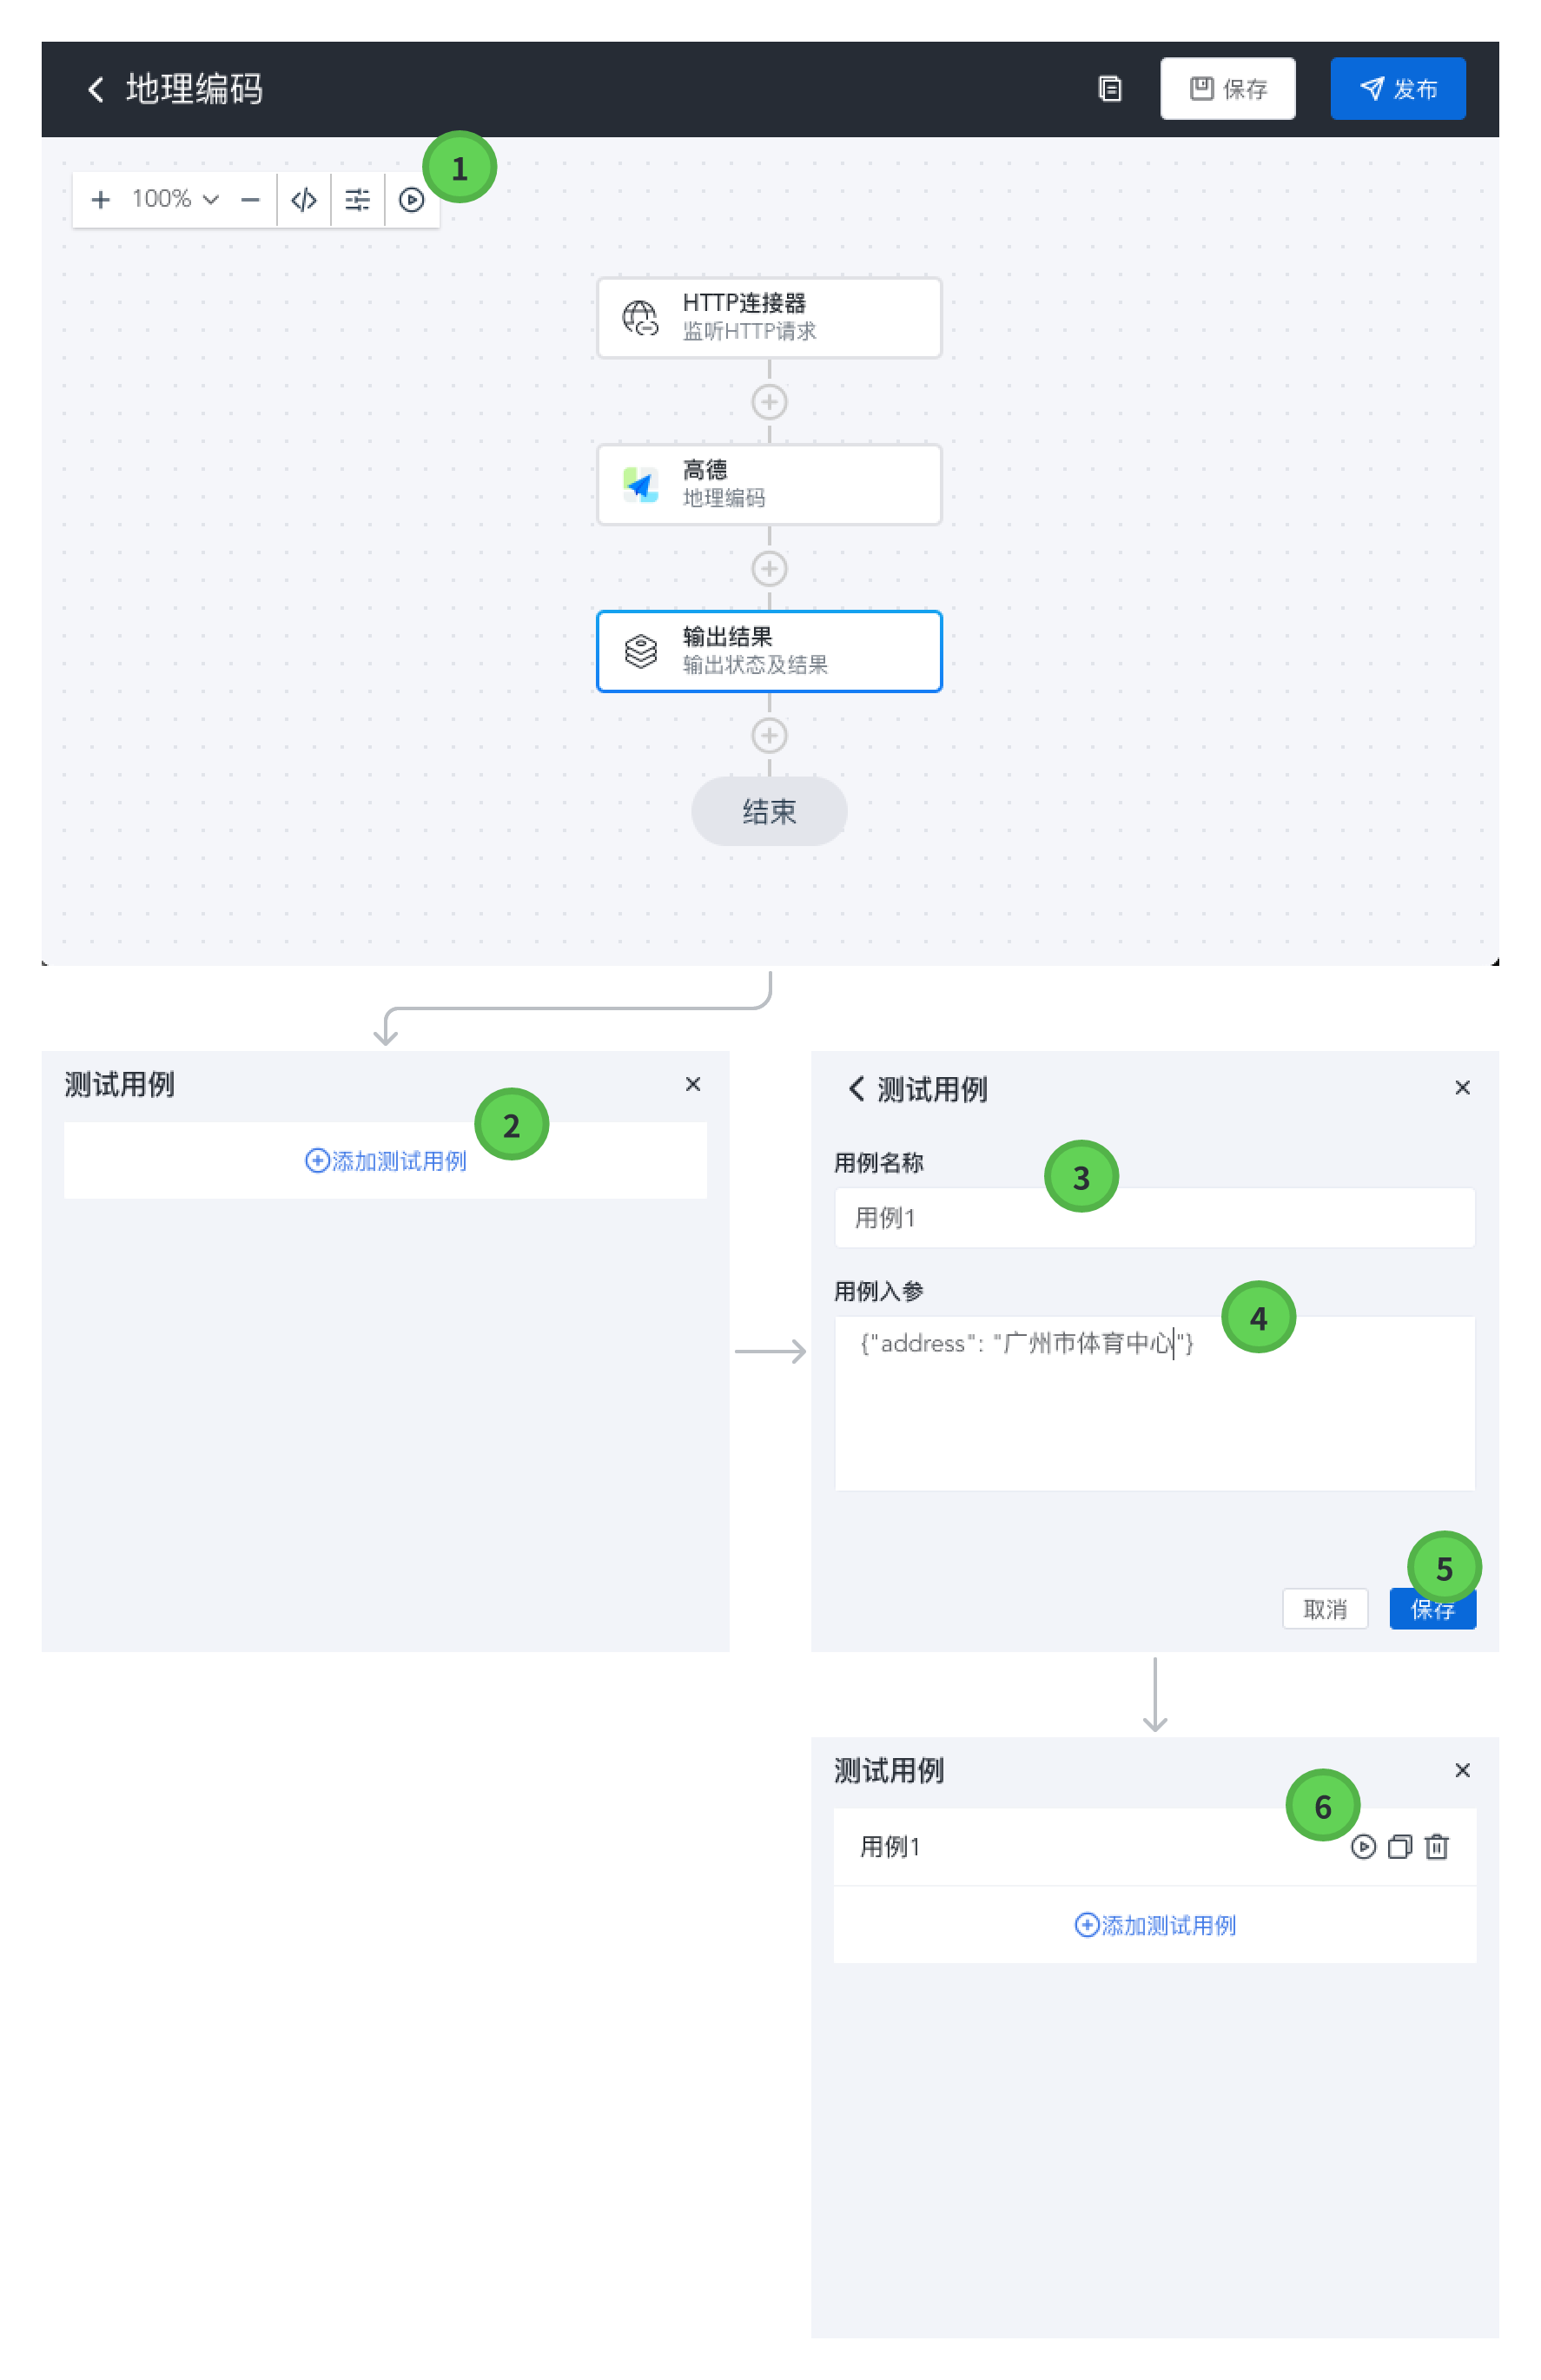 地理编码
保存
发布
1
100%
HTTP连接器
监听HTTP请求
高德
地理编码
输出结果
输出状态及结果
结束
测试用例
2
添加测试用例
测试用例
用例名称
3
用例1
用例入参
4
{"address": "广州市体育中心"}
5
取消
保存
测试用例
6
用例1
添加测试用例